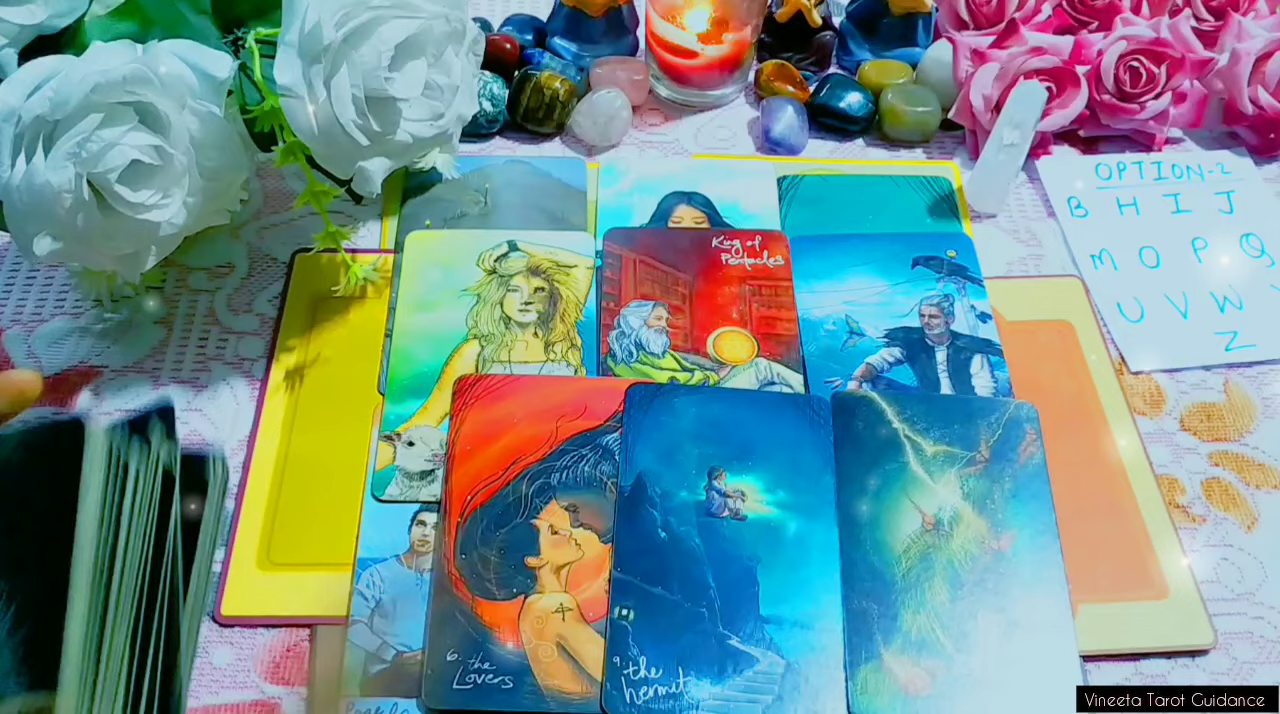 OPTION-2
B H I J
M O P Q
U V W
Z
King of
Pentacles
6. the
Lovers
9. the
hermit
Vineeta Tarot Guidance